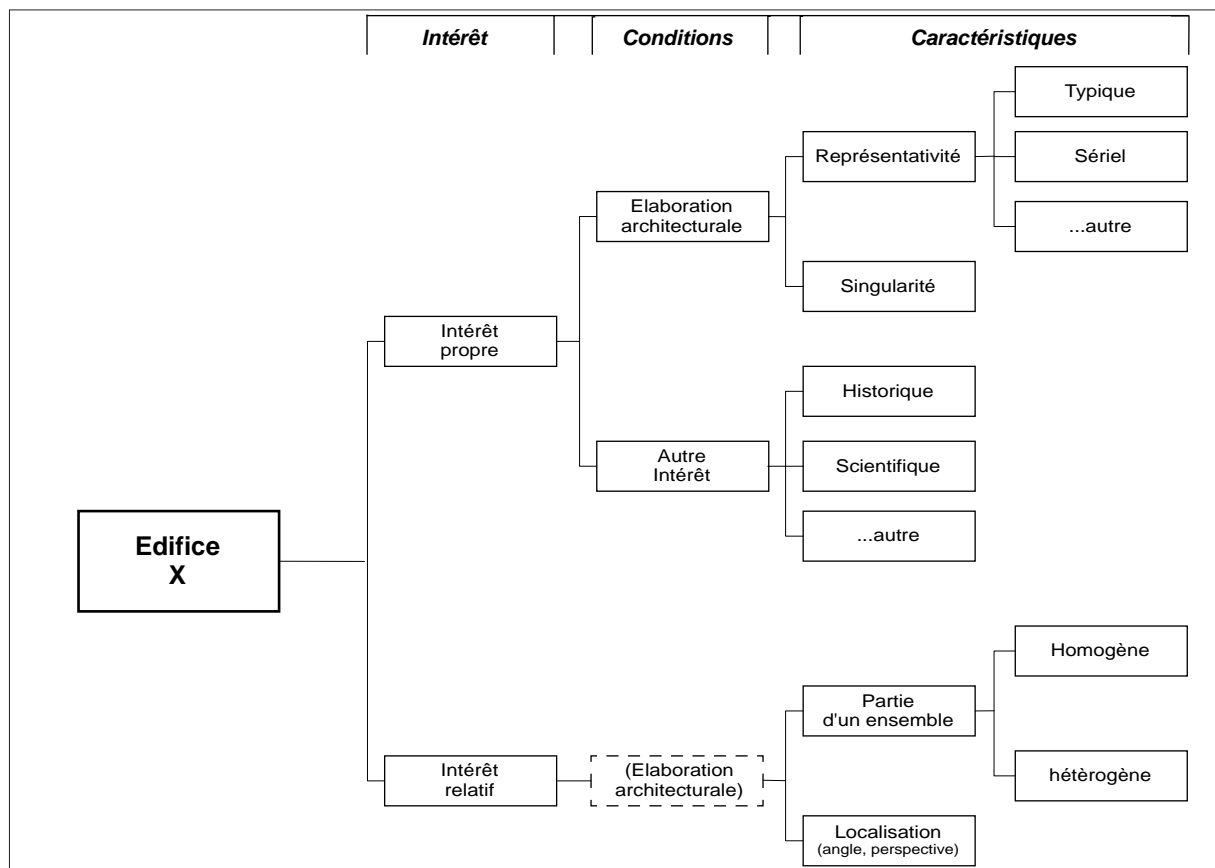 Intérêt
Conditions
Caractéristiques
Typique
Représentativité
Sériel
Elaboration
architecturale
...autre
Singularité
Intérêt
propre
Historique
Autre
Intérêt
Scientifique
...autre
Edifice
X
Homogène
Partie
d'un ensemble
Intérêt
relatif
(Elaboration
architecturale)
hétèrogène
Localisation
(angle, perspective)